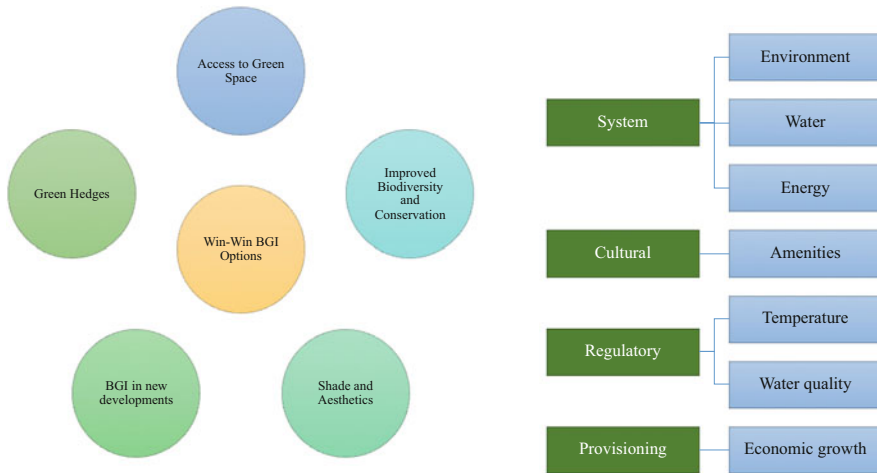 Access to Green
Space
Green Hedges
Improved
Biodiversity
and
Conservation
Win-Win BGI
Options
BGI in new
developments
Shade and
Aesthetics
System
Environment
Water
Energy
Cultural
Amenities
Regulatory
Temperature
Water quality
Provisioning
Economic growth